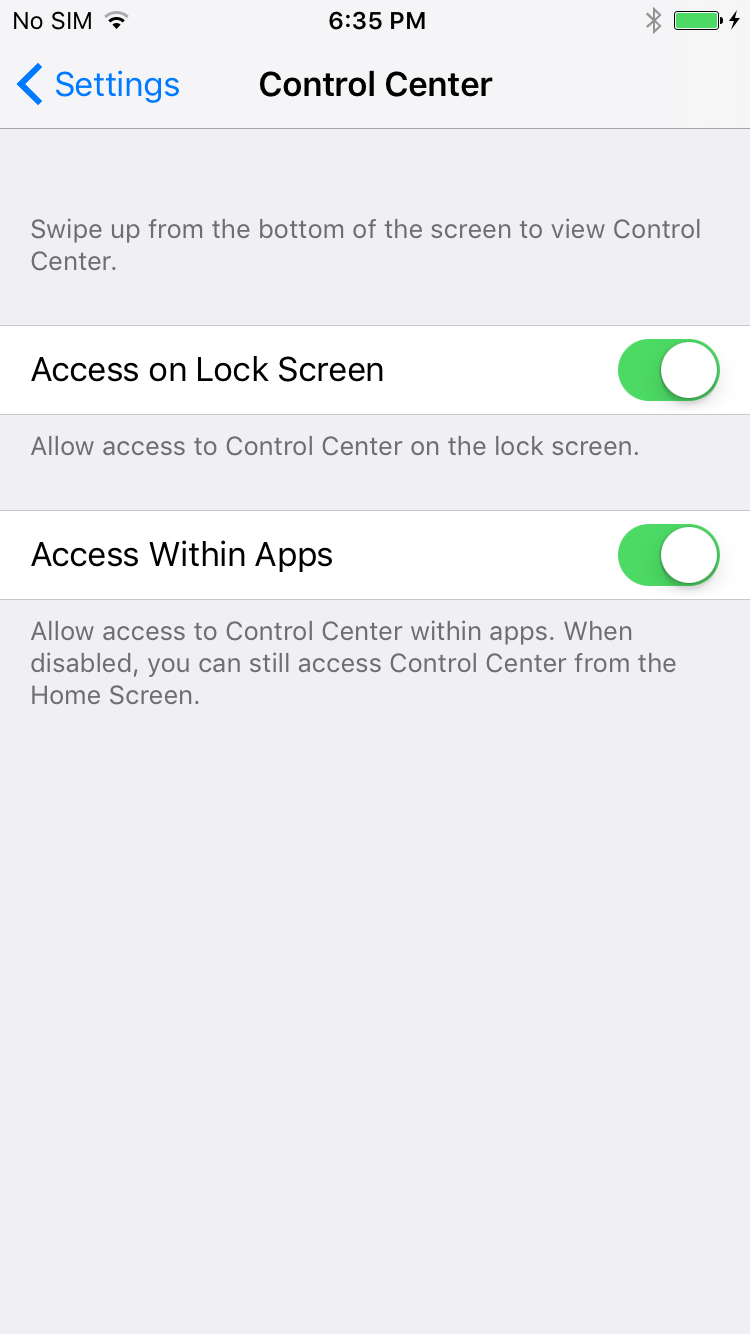 No SIM 6:35 PM
Settings Control Center
Swipe up from the bottom of the screen to view Control
Center.
Access on Lock Screen
Allow access to Control Center on the lock screen.
Access Within Apps
Allow access to Control Center within apps. When
disabled, you can still access Control Center from the
Home Screen.